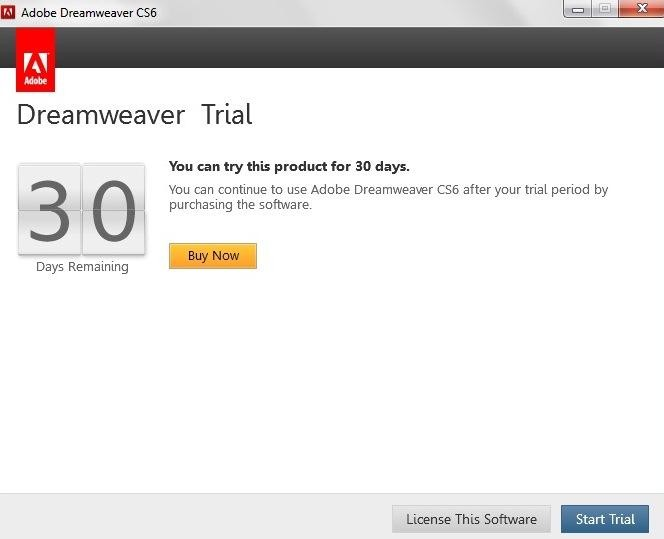 Adobe Dreamweaver CS6
Adobe
Dreamweaver Trial
30
Days Remaining
You can try this product for 30 days.
You can continue to use Adobe Dreamweaver CS6 after your trial period by
purchasing the software.
Buy Now
License This Software
Start Trial